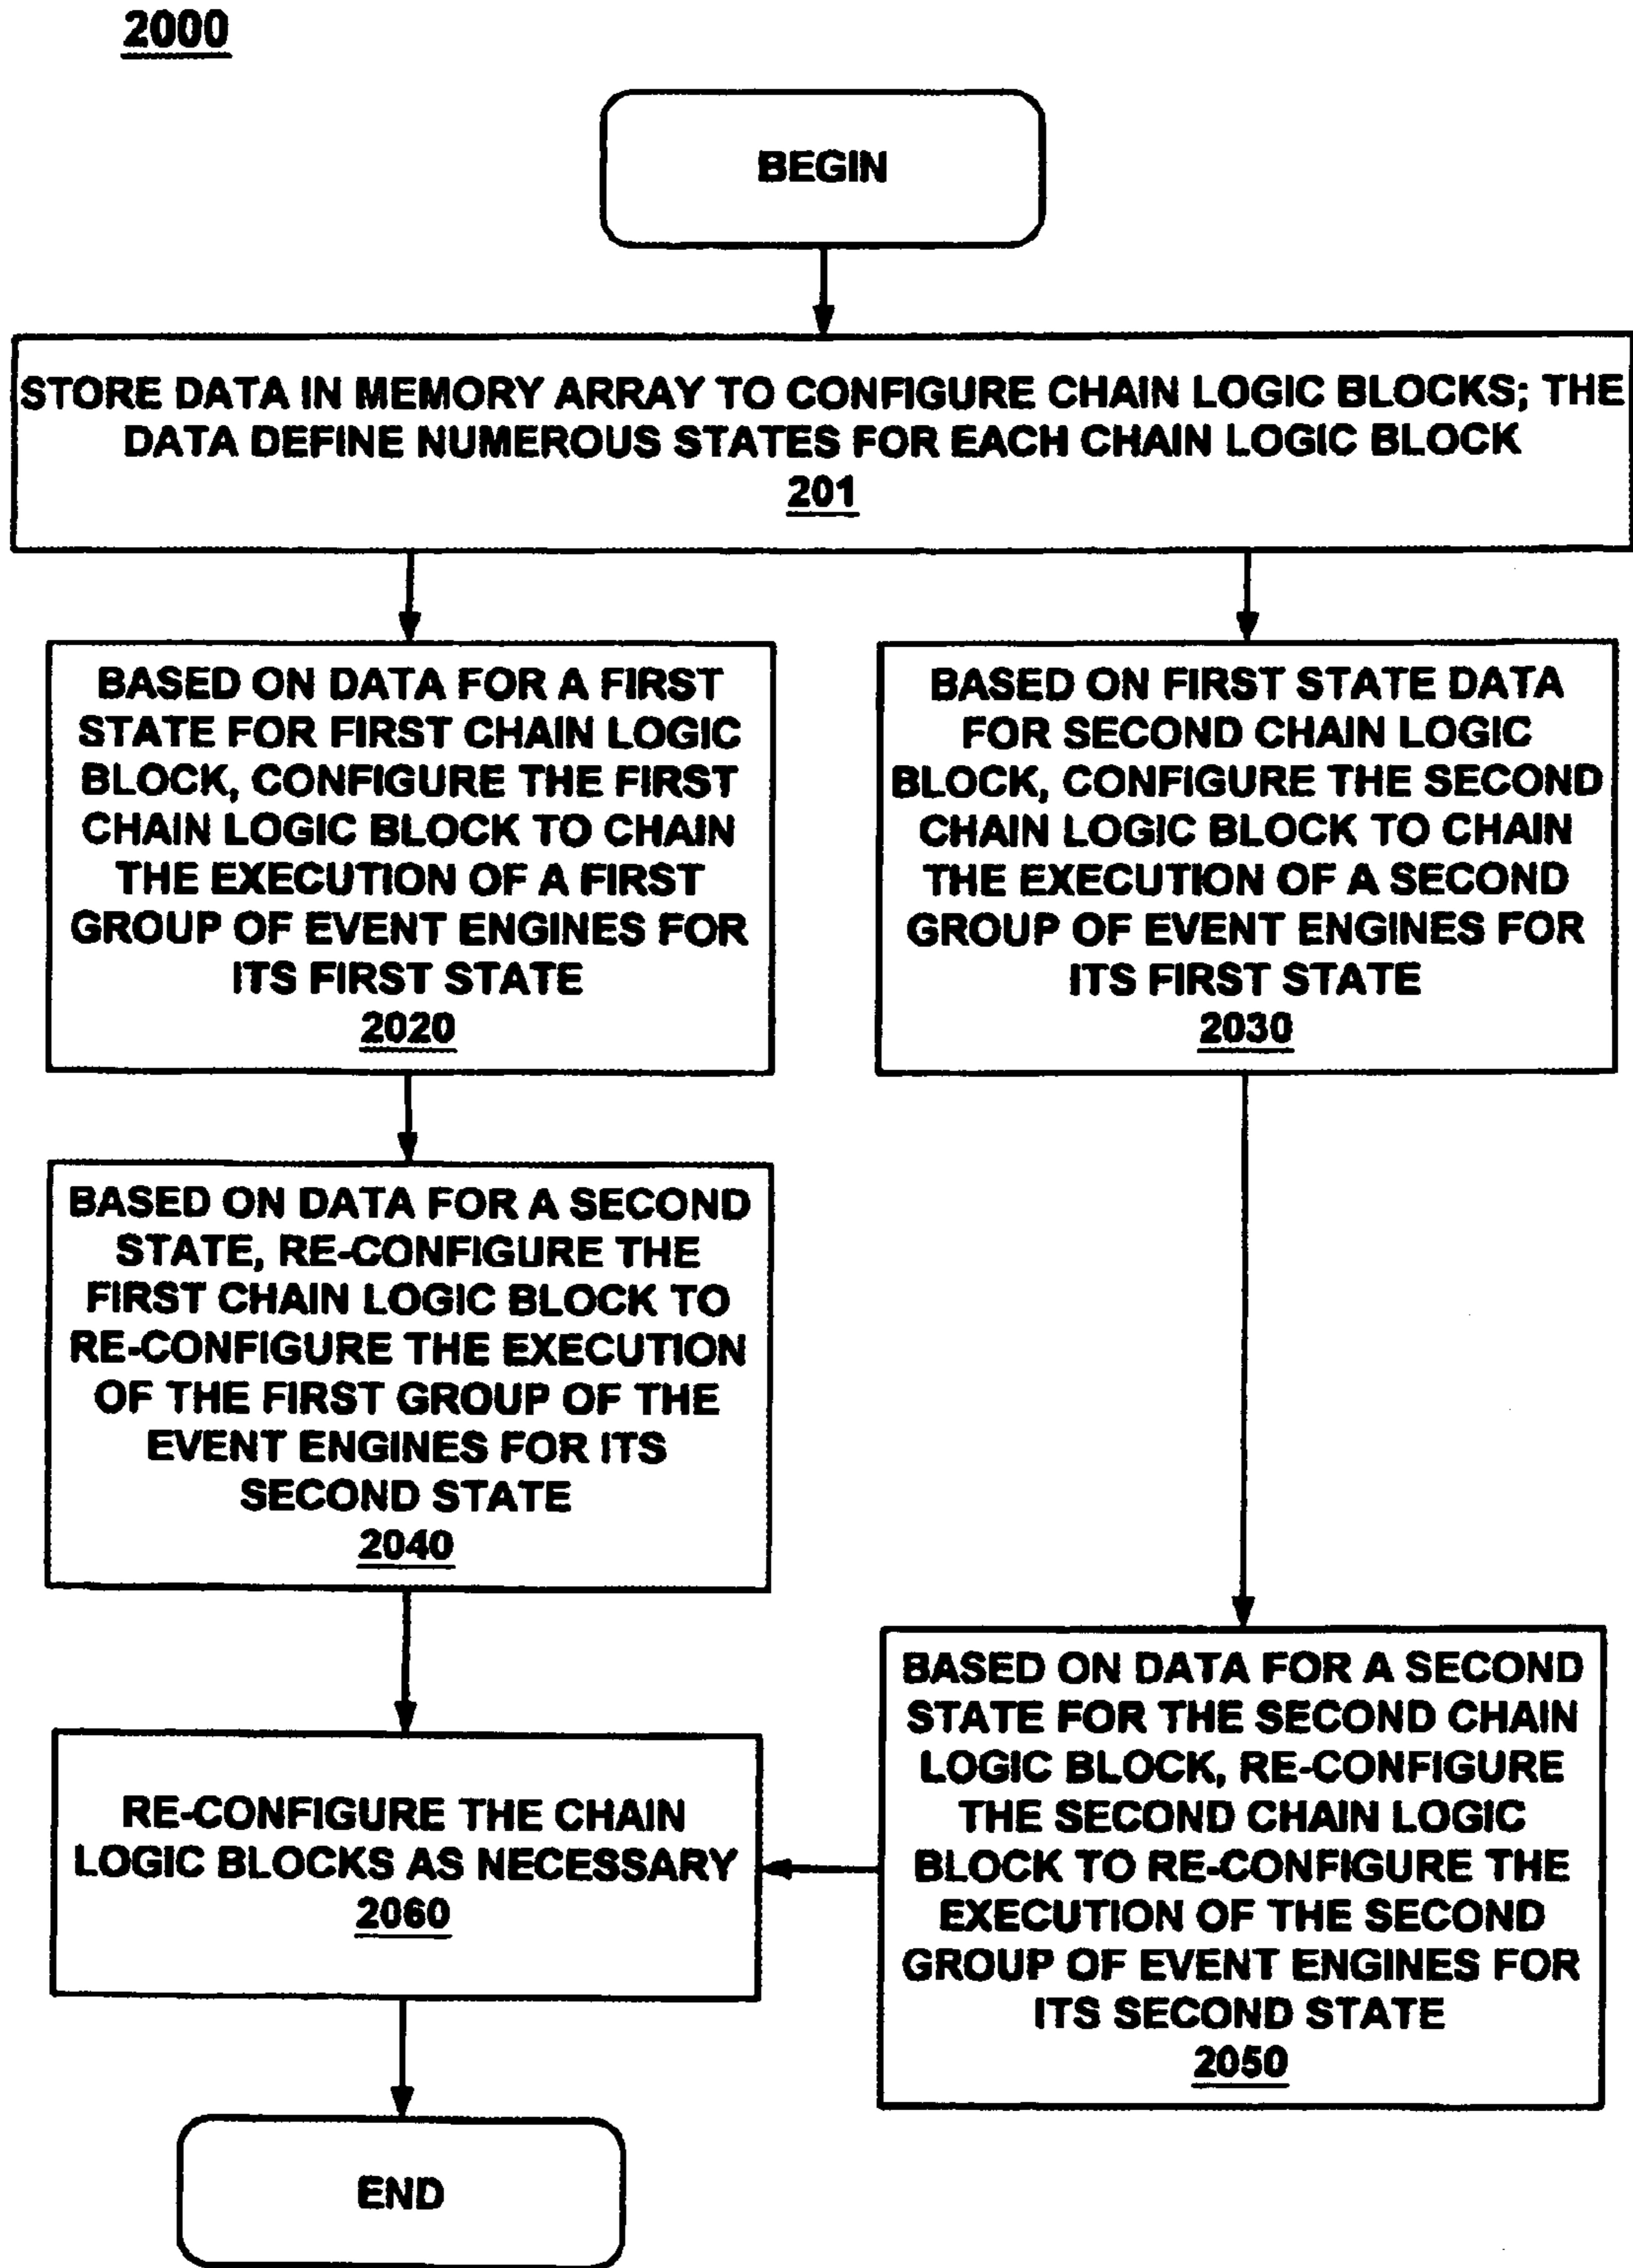 2000
BEGIN
STORE DATA IN MEMORY ARRAY TO CONFIGURE CHAIN LOGIC BLOCKS; THE
DATA DEFINE NUMEROUS STATES FOR EACH CHAIN LOGIC BLOCK
201
BASED ON DATA FOR A FIRST
STATE FOR FIRST CHAIN LOGIC
BLOCK, CONFIGURE THE FIRST
CHAIN LOGIC BLOCK TO CHAIN
THE EXECUTION OF A FIRST
GROUP OF EVENT ENGINES FOR
ITS FIRST STATE
2020
BASED ON FIRST STATE DATA
FOR SECOND CHAIN LOGIC
BLOCK, CONFIGURE THE SECOND
CHAIN LOGIC BLOCK TO CHAIN
THE EXECUTION OF A SECOND
GROUP OF EVENT ENGINES FOR
ITS FIRST STATE
2030
BASED ON DATA FOR A SECOND
STATE, RE-CONFIGURE THE
FIRST CHAIN LOGIC BLOCK TO
RE-CONFIGURE THE EXECUTION
OF THE FIRST GROUP OF THE
EVENT ENGINES FOR ITS
SECOND STATE
2040
BASED ON DATA FOR A SECOND
STATE FOR THE SECOND CHAIN
LOGIC BLOCK, RE-CONFIGURE
THE SECOND CHAIN LOGIC
BLOCK TO RE-CONFIGURE THE
EXECUTION OF THE SECOND
GROUP OF EVENT ENGINES FOR
ITS SECOND STATE
2050
RE-CONFIGURE THE CHAIN
LOGIC BLOCKS AS NECESSARY
2060
END